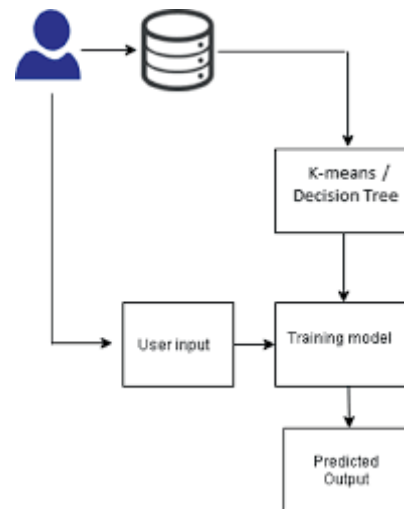 K-means /
Decision Tree
User input
Training model
Predicted
Output